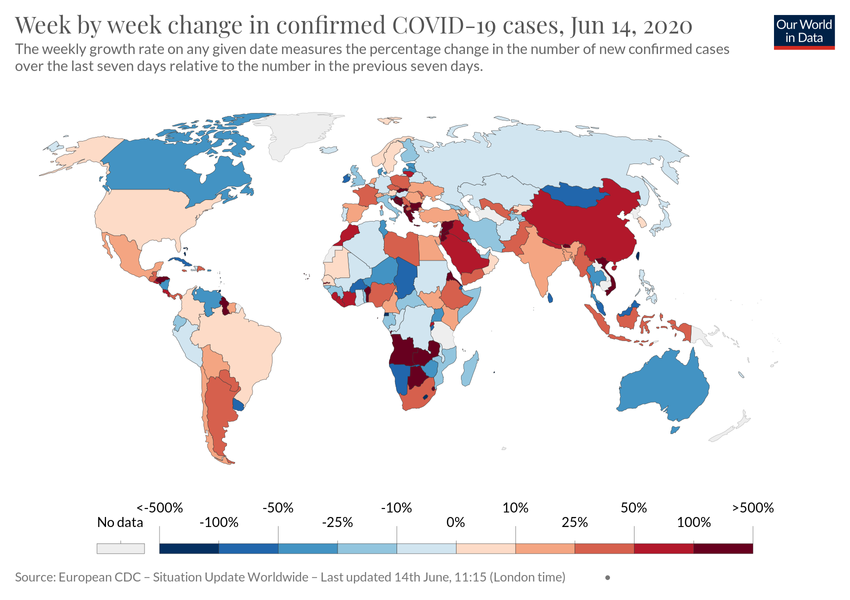 Week by week change in confirmed COVID-19 cases, Jun 14, 2020
Our World
in Data
The weekly growth rate on any given date measures the percentage change in the number of new confirmed cases
over the last seven days relative to the number in the previous seven days.
<-500% -50% -10% 10% 50% >500%
No data -100% -25% 0% 25% 100%
Source: European CDC – Situation Update Worldwide – Last updated 14th June, 11:15 (London time)